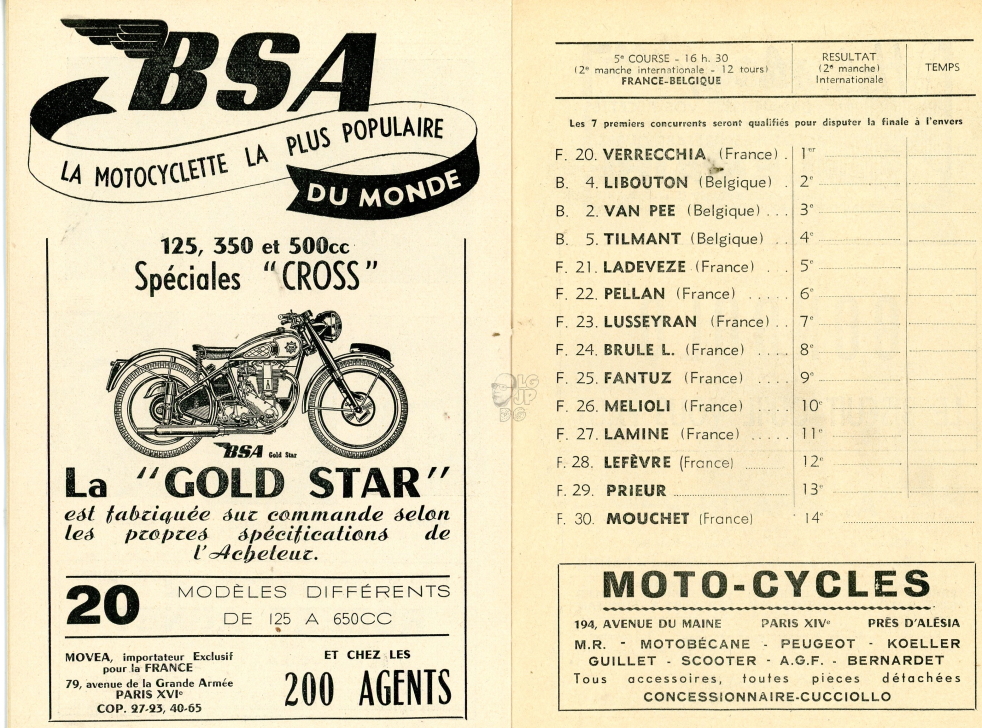 BSA
LA MOTOCYCLETTE LA PLUS POPULAIRE
DU MONDE
125, 350 et 500cc
Spéciales "CROSS"
BSA Gold Star
La "GOLD STAR"
est fabriquée sur commande selon
les propres spécifications de
l'Acheteur.
20
MODÈLES DIFFÉRENTS
DE 125 A 650CC
MOVEA, importateur Exclusif
pour la FRANCE
79, avenue de la Grande Armée
PARIS XVIe
COP. 27-23, 40-65
ET CHEZ LES
200 AGENTS
5e COURSE - 16 h. 30
(2e manche internationale - 12 tours)
FRANCE-BELGIQUE
RESULTAT
(2e manche)
Internationale
TEMPS
Les 7 premiers concurrents seront qualifiés pour disputer la finale à l'envers
F. 20. VERRECCHIA (France) . 1er
B. 4. LIBOUTON (Belgique) . 2e
B. 2. VAN PEE (Belgique) . . . 3e
B. 5. TILMANT (Belgique) . . 4e
F. 21. LADEVEZE (France) . . 5e
F. 22. PELLAN (France) . . . . . 6e
F. 23. LUSSEYRAN (France) . . 7e
F. 24. BRULE L. (France) . . . . 8e
F. 25. FANTUZ (France) . . . . 9e
F. 26. MELIOLI (France) . . . . 10e
F. 27. LAMINE (France) . . . . . 11e
F. 28. LEFÈVRE (France) ........ 12e
F. 29. PRIEUR ........ 13e
F. 30. MOUCHET (France) 14e
LG
JP
DG
MOTO-CYCLES
194, AVENUE DU MAINE PARIS XIVe PRÈS D'ALÉSIA
M.R. - MOTOBÉCANE - PEUGEOT - KOELLER
GUILLET - SCOOTER - A.G.F. - BERNARDET
Tous accessoires, toutes pièces détachées
CONCESSIONNAIRE-CUCCIOLLO